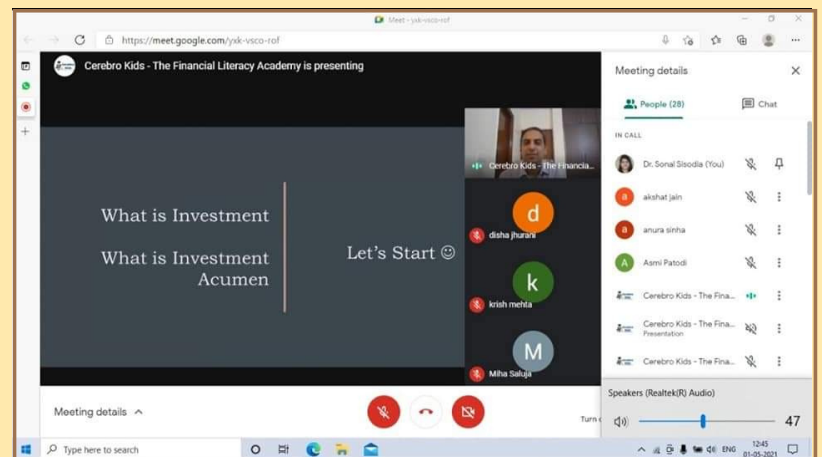 Meet - yxk-vsco-rof
https://meet.google.com/yxk-vsco-rof
Cerebro Kids - The Financial Literacy Academy is presenting
What is Investment
What is Investment
Acumen
Let's Start ☺
Cerebro Kids - The Financia...
d
disha jhurani
k
krish mehta
M
Miha Saluja
Meeting details
People (28)
Chat
IN CALL
Dr. Sonal Sisodia (You)
a
akshat jain
a
anura sinha
A
Asmi Patodi
Cerebro Kids - The Fina...
Cerebro Kids - The Fina...
Presentation
Cerebro Kids - The Fina...
Speakers (Realtek(R) Audio)
47
Meeting details
Turn
Type here to search
ENG
12:45
01-05-2021